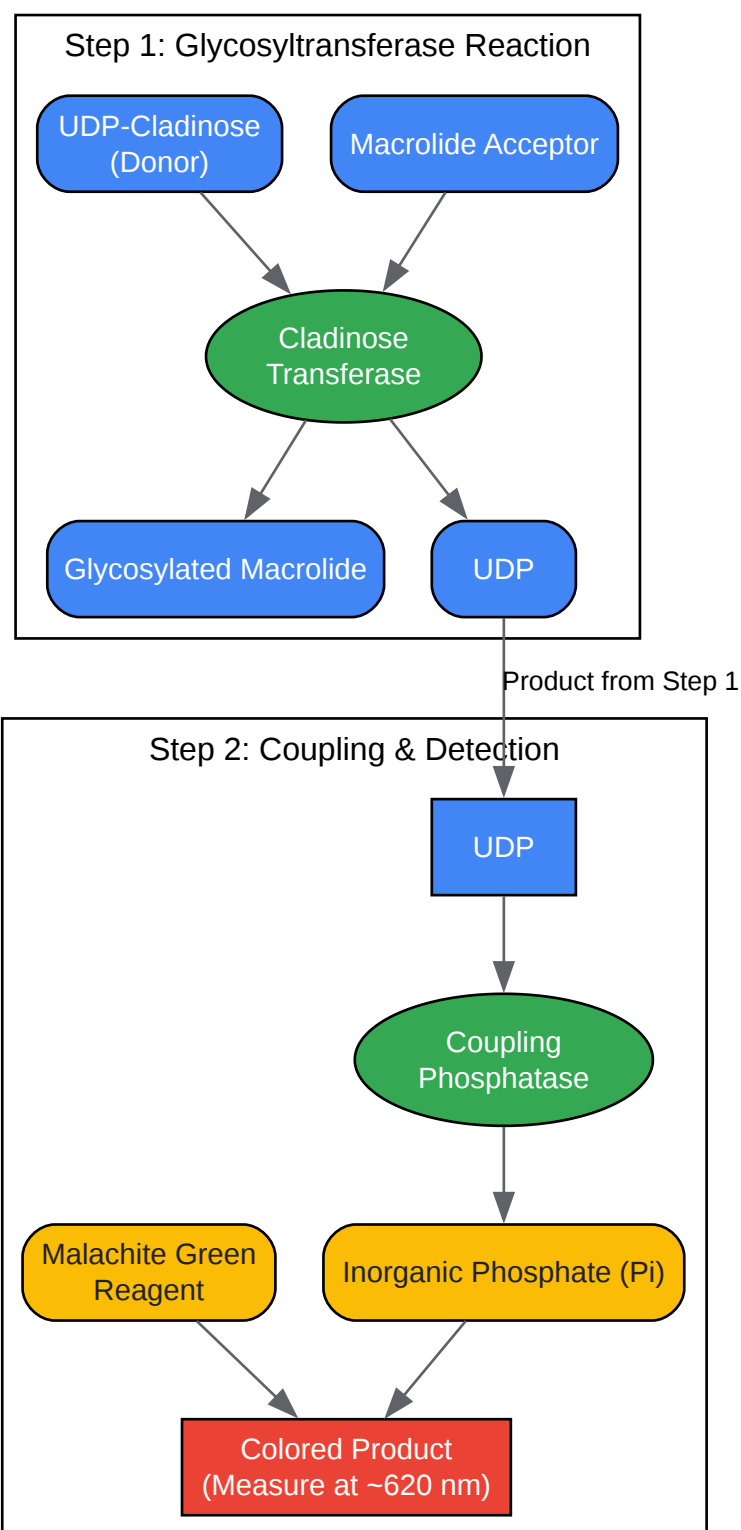 Step 1: Glycosyltransferase Reaction
UDP-Cladinose
(Donor)
Macrolide Acceptor
Cladinose
Transferase
Glycosylated Macrolide
UDP
Product from Step 1
Step 2: Coupling & Detection
UDP
Coupling
Phosphatase
Malachite Green
Reagent
Inorganic Phosphate (Pi)
Colored Product
(Measure at ~620 nm)